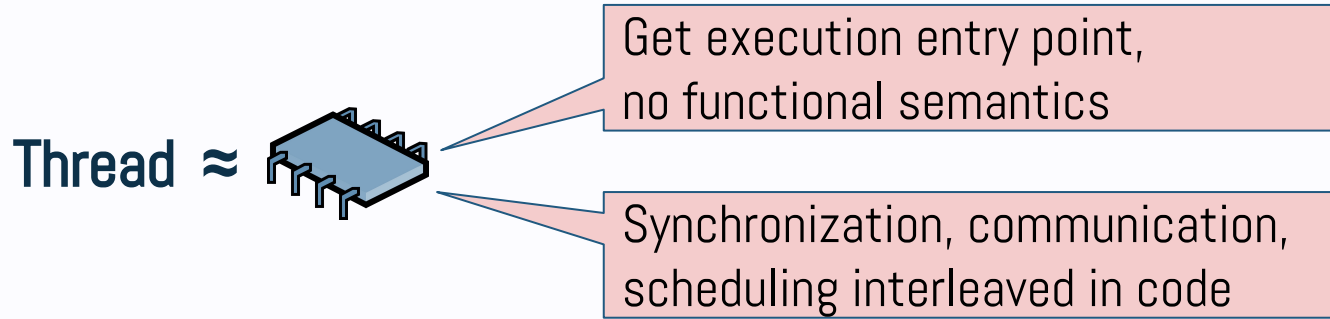 Get execution entry point,
no functional semantics
Thread ≈
Synchronization, communication,
scheduling interleaved in code